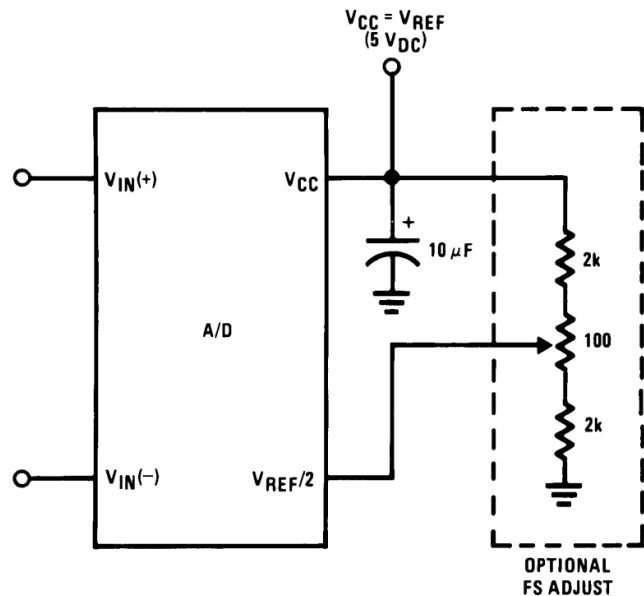 VCC = VREF
(5 VDC)
VIN(+)
VCC
+
10 μF
2k
A/D
100
2k
VIN(–)
VREF/2
OPTIONAL
FS ADJUST